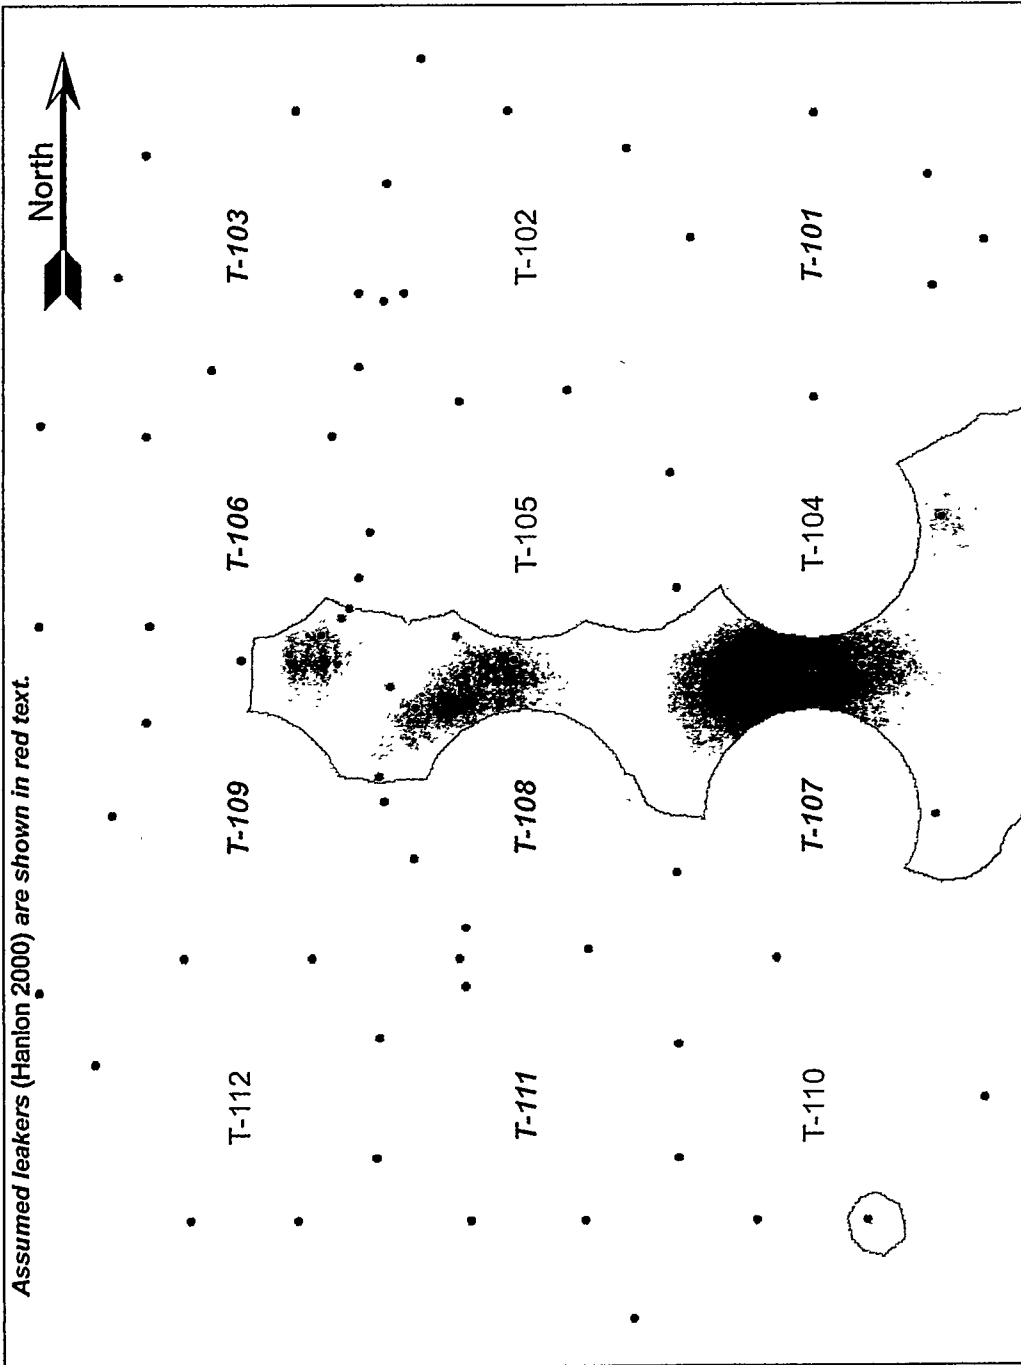 Assumed leakers (Hanlon 2000) are shown in red text.
North
T-103
T-102
T-101
T-106
T-105
T-104
T-109
T-108
T-107
T-112
T-111
T-110